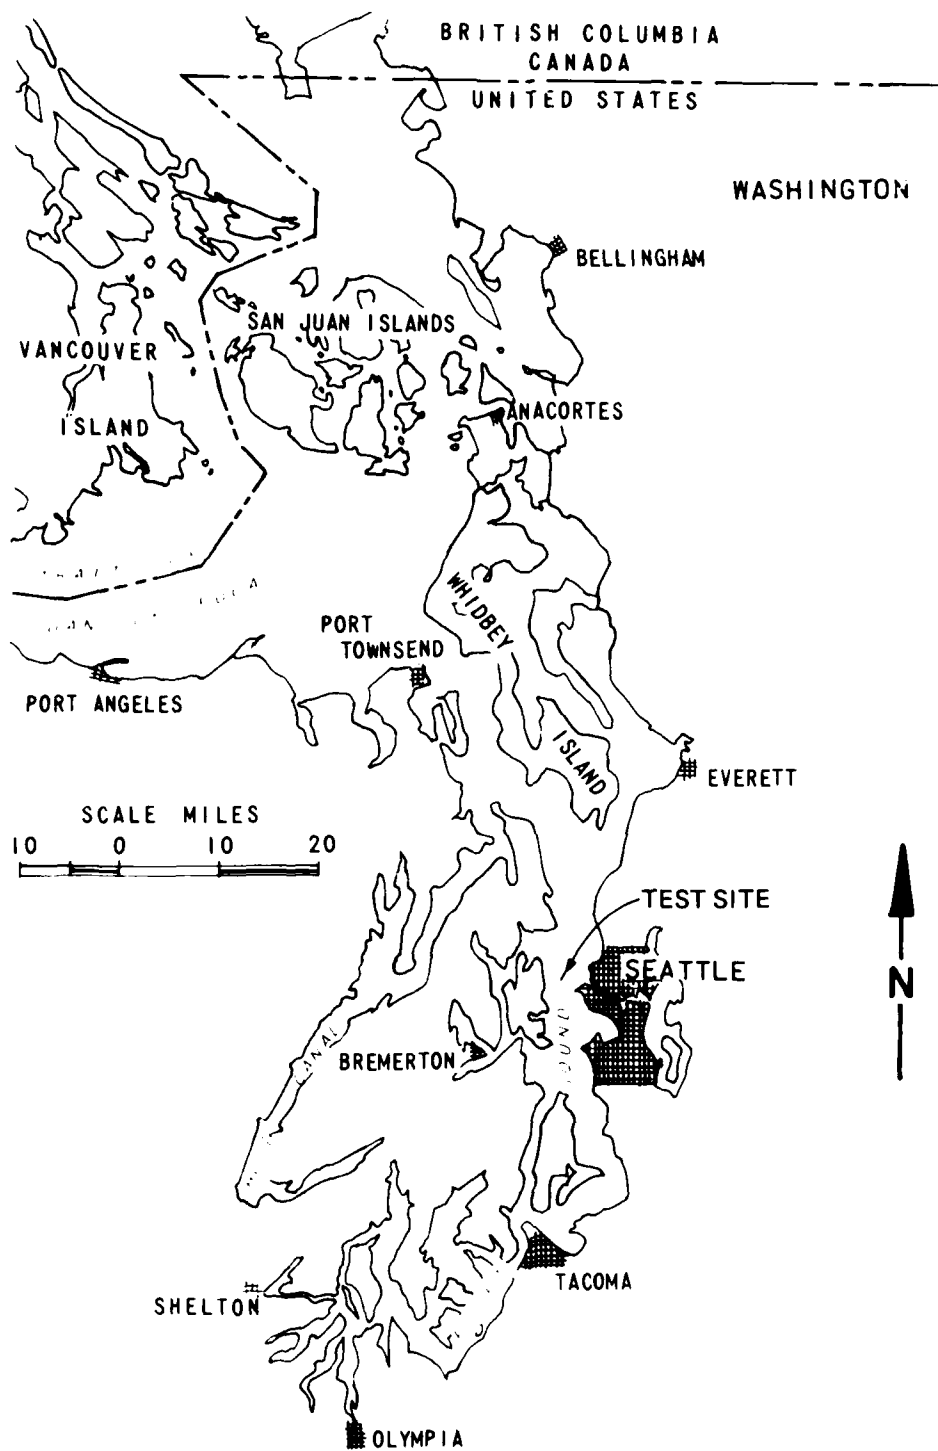 BRITISH COLUMBIA
CANADA
UNITED STATES
WASHINGTON
BELLINGHAM
SAN JUAN ISLANDS
VANCOUVER
ISLAND
ANACORTES
WHIDBEY
ISLAND
PORT
TOWNSEND
PORT ANGELES
EVERETT
SCALE MILES
10 0 10 20
TEST SITE
SEATTLE
N
CANAL
BREMERTON
SOUND
TACOMA
SHELTON
OLYMPIA